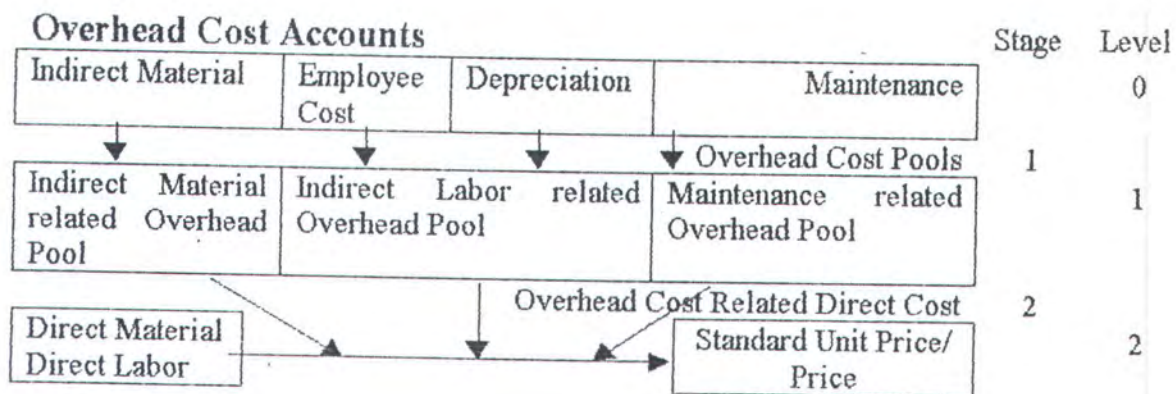 Overhead Cost Accounts
Stage Level
Indirect Material
Employee
Cost
Depreciation
Maintenance
0
Overhead Cost Pools
1
Indirect Material
related Overhead
Pool
Indirect Labor related
Overhead Pool
Maintenance related
Overhead Pool
1
Overhead Cost Related Direct Cost
2
Direct Material
Direct Labor
Standard Unit Price/
Price
2